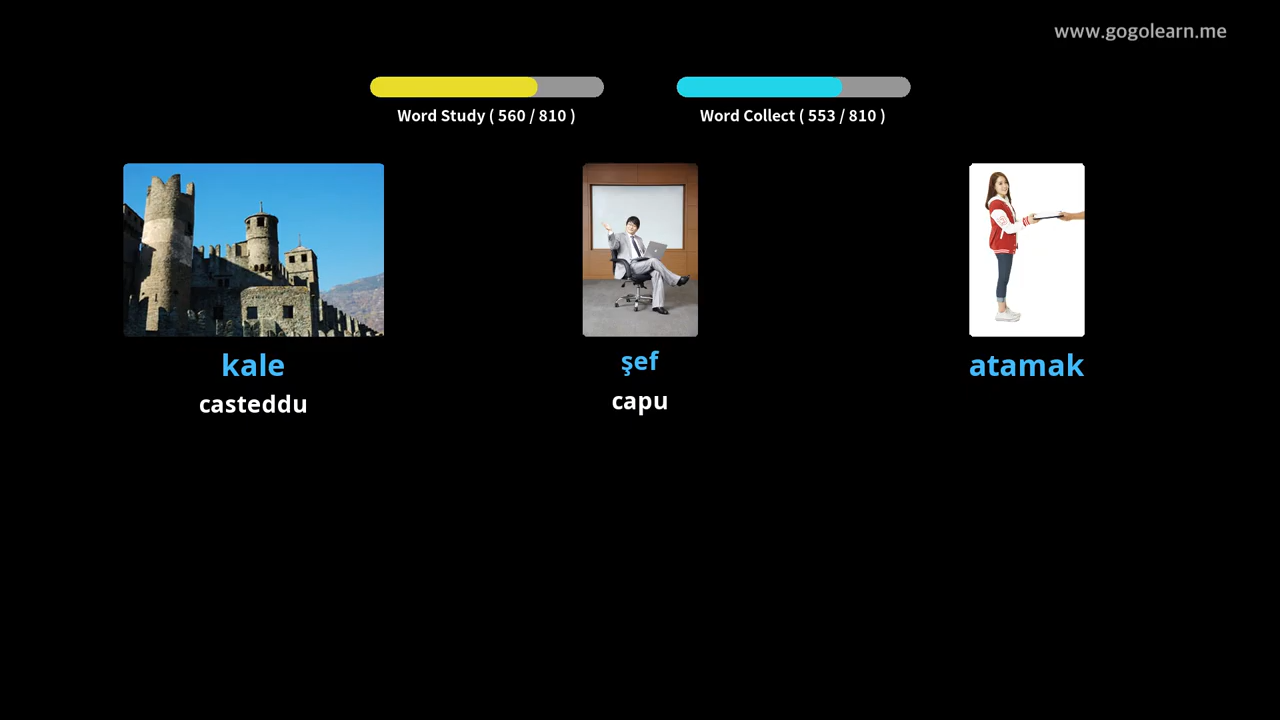 www.gogolearn.me
Word Study ( 560 / 810 )
Word Collect ( 553 / 810 )
kale
casteddu
şef
capu
atamak